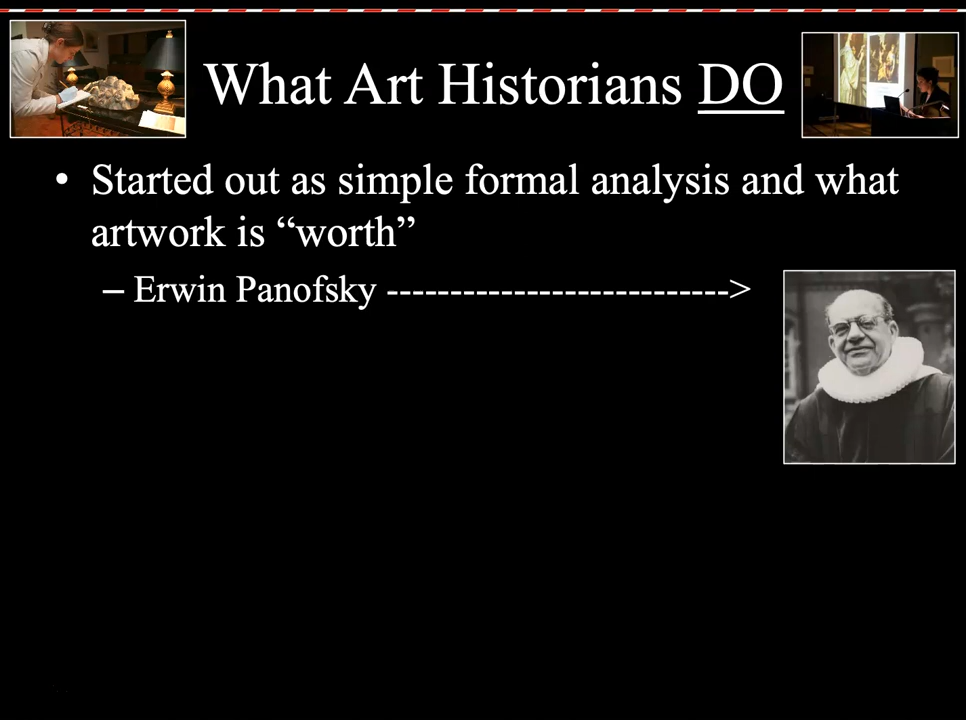 What Art Historians DO
• Started out as simple formal analysis and what
artwork is “worth”
– Erwin Panofsky --------------------------->